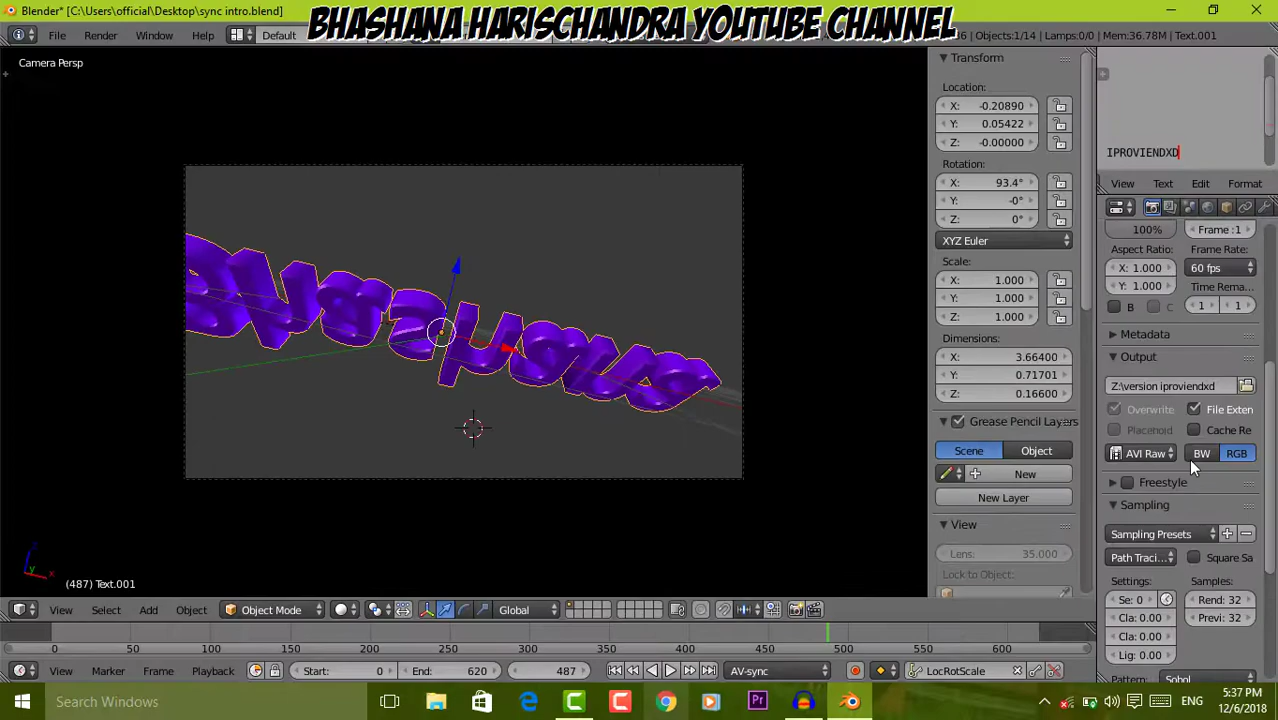 Blender* [C:\Users\official\Desktop\sync intro.blend]
BHASHANA HARISCHANDRA YOUTUBE CHANNEL
File Render Window Help Default
Objects:1/14 | Lamps:0/0 | Mem:36.78M | Text.001
Camera Persp
Transform
Location:
X: -0.20890
Y: 0.05422
Z: -0.00000
Rotation:
X: 93.4°
Y: -0°
Z: 0°
XYZ Euler
Scale:
X: 1.000
Y: 1.000
Z: 1.000
Dimensions:
X: 3.66400
Y: 0.71701
Z: 0.16600
Grease Pencil Layers
Scene Object
New
New Layer
View
Lens: 35.000
Lock to Object:
IPROVIENDXD
View Text Edit Format
100% Frame :1
Aspect Ratio: Frame Rate:
X: 1.000 60 fps
Y: 1.000 Time Rema
B C 1 1
Metadata
Output
Z:\version iproviendxd
Overwrite File Exten
Placehold Cache Re
AVI Raw BW RGB
Freestyle
Sampling
Sampling Presets
Path Traci... Square Sa
Settings: Samples:
Se: 0 Rend: 32
Cla: 0.00 Previ: 32
Cla: 0.00
Lig: 0.00
Pattern: Sobol
(487) Text.001
View Select Add Object Object Mode Global
0 50 100 150 200 250 300 350 400 450 500 550 600
View Marker Frame Playback Start: 0 End: 620 487 AV-sync LocRotScale
Search Windows
Pr
ENG
5:37 PM
12/6/2018